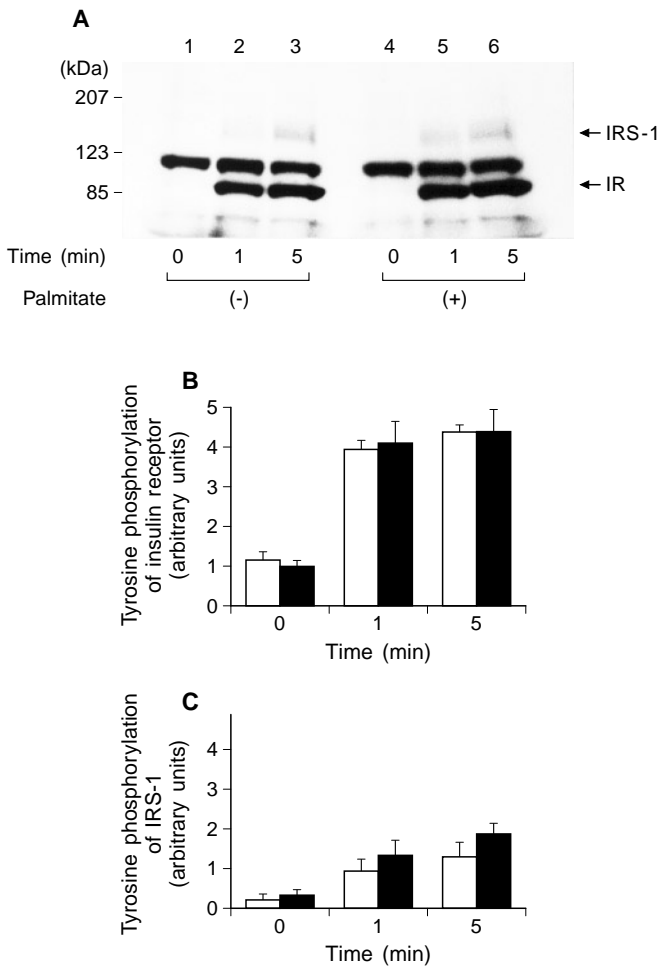 A
1 2 3 4 5 6
(kDa)
207
IRS-1
123
85
IR
Time (min) 0 1 5 0 1 5
Palmitate (-) (+)
B
Tyrosine phosphorylation
of insulin receptor
(arbitrary units)
5
4
3
2
1
0
0 1 5
Time (min)
C
Tyrosine phosphorylation
of IRS-1
(arbitrary units)
4
3
2
1
0
0 1 5
Time (min)